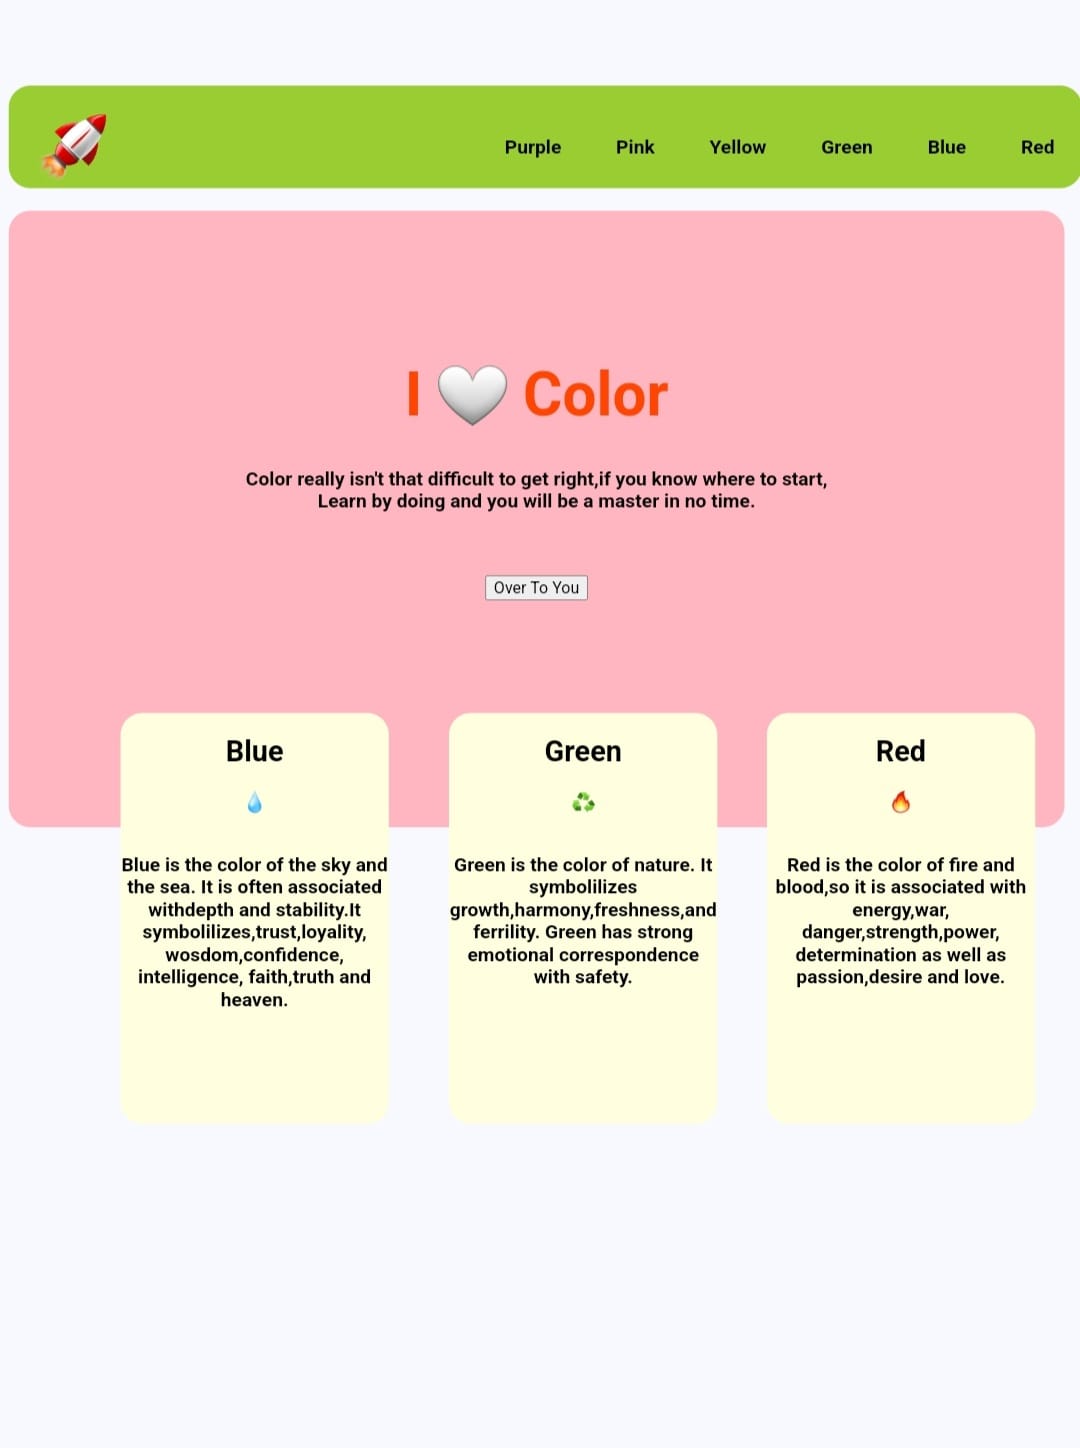 Purple Pink Yellow Green Blue Red
I 🤍 Color
Color really isn't that difficult to get right,if you know where to start,
Learn by doing and you will be a master in no time.
Over To You
Blue
Blue is the color of the sky and
the sea. It is often associated
withdepth and stability.It
symbolilizes,trust,loyality,
wosdom,confidence,
intelligence, faith,truth and
heaven.
Green
Green is the color of nature. It
symbolilizes
growth,harmony,freshness,and
ferrility. Green has strong
emotional correspondence
with safety.
Red
Red is the color of fire and
blood,so it is associated with
energy,war,
danger,strength,power,
determination as well as
passion,desire and love.